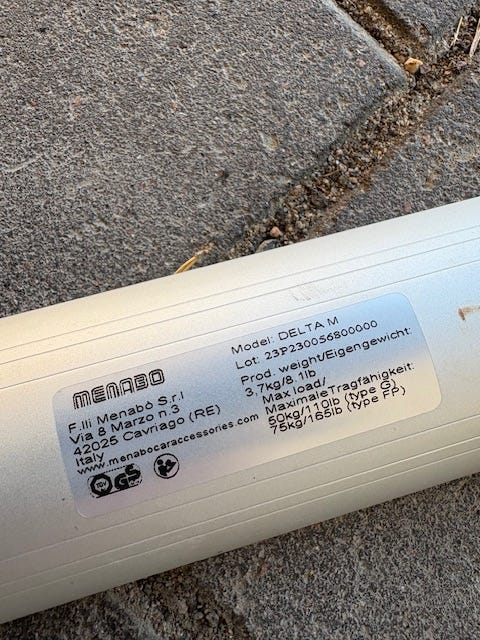 MENABO
F.lli Menabò S.r.l
Via 8 Marzo n.3
42025 Cavriago (RE)
Italy
www.menabocaraccessories.com
GS
Model: DELTA M
Lot: 23P230056800000
Prod. weight/Eigengewicht:
3,7kg/8.1lb
Max load/
MaximaleTragfähigkeit:
50kg/110lb (type G)
75kg/165lb (type FP)